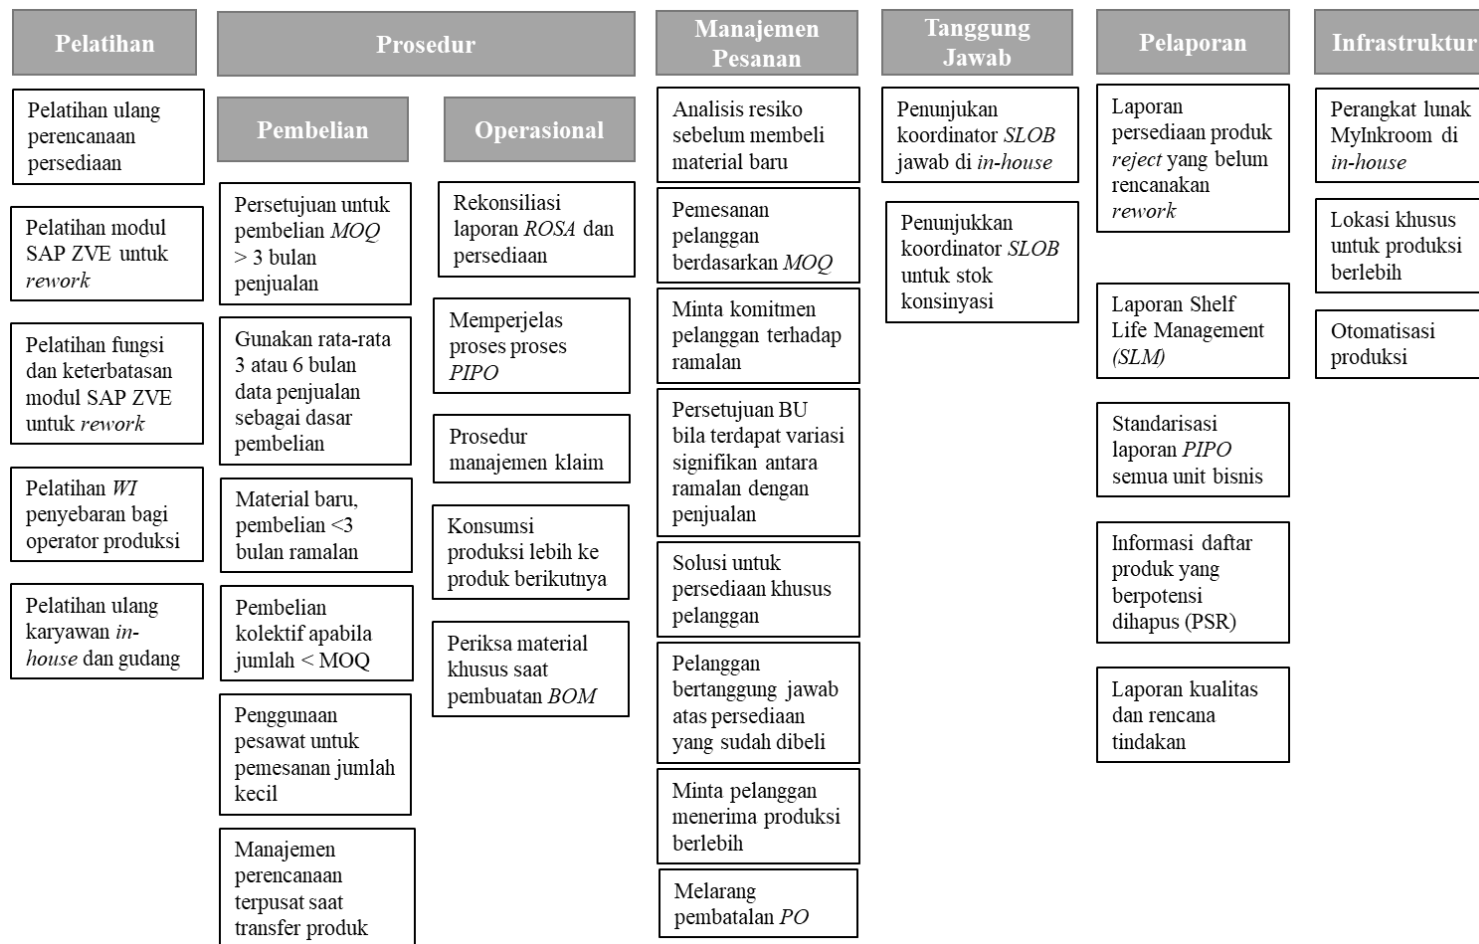 Pelatihan
Pelatihan ulang
perencanaan
persediaan
Pelatihan modul
SAP ZVE untuk
rework
Pelatihan fungsi
dan keterbatasan
modul SAP ZVE
untuk rework
Pelatihan WI
penyebaran bagi
operator produksi
Pelatihan ulang
karyawan in-
house dan gudang
Prosedur
Pembelian
Persetujuan untuk
pembelian MOQ
> 3 bulan
penjualan
Gunakan rata-rata
3 atau 6 bulan
data penjualan
sebagai dasar
pembelian
Material baru,
pembelian <3
bulan ramalan
Pembelian
kolektif apabila
jumlah < MOQ
Penggunaan
pesawat untuk
pemesanan jumlah
kecil
Manajemen
perencanaan
terpusat saat
transfer produk
Operasional
Rekonsiliasi
laporan ROSA dan
persediaan
Memperjelas
proses proses
PIPO
Prosedur
manajemen klaim
Konsumsi
produksi lebih ke
produk berikutnya
Periksa material
khusus saat
pembuatan BOM
Manajemen
Pesanan
Analisis resiko
sebelum membeli
material baru
Pemesanan
pelanggan
berdasarkan MOQ
Minta komitmen
pelanggan terhadap
ramalan
Persetujuan BU
bila terdapat variasi
signifikan antara
ramalan dengan
penjualan
Solusi untuk
persediaan khusus
pelanggan
Pelanggan
bertanggung jawab
atas persediaan
yang sudah dibeli
Minta pelanggan
menerima produksi
berlebih
Melarang
pembatalan PO
Tanggung
Jawab
Penunjukan
koordinator SLOB
jawab di in-house
Penunjukkan
koordinator SLOB
untuk stok
konsinyasi
Pelaporan
Laporan
persediaan produk
reject yang belum
rencanakan
rework
Laporan Shelf
Life Management
(SLM)
Standarisasi
laporan PIPO
semua unit bisnis
Informasi daftar
produk yang
berpotensi
dihapus (PSR)
Laporan kualitas
dan rencana
tindakan
Infrastruktur
Perangkat lunak
MyInkroom di
in-house
Lokasi khusus
untuk produksi
berlebih
Otomatisasi
produksi